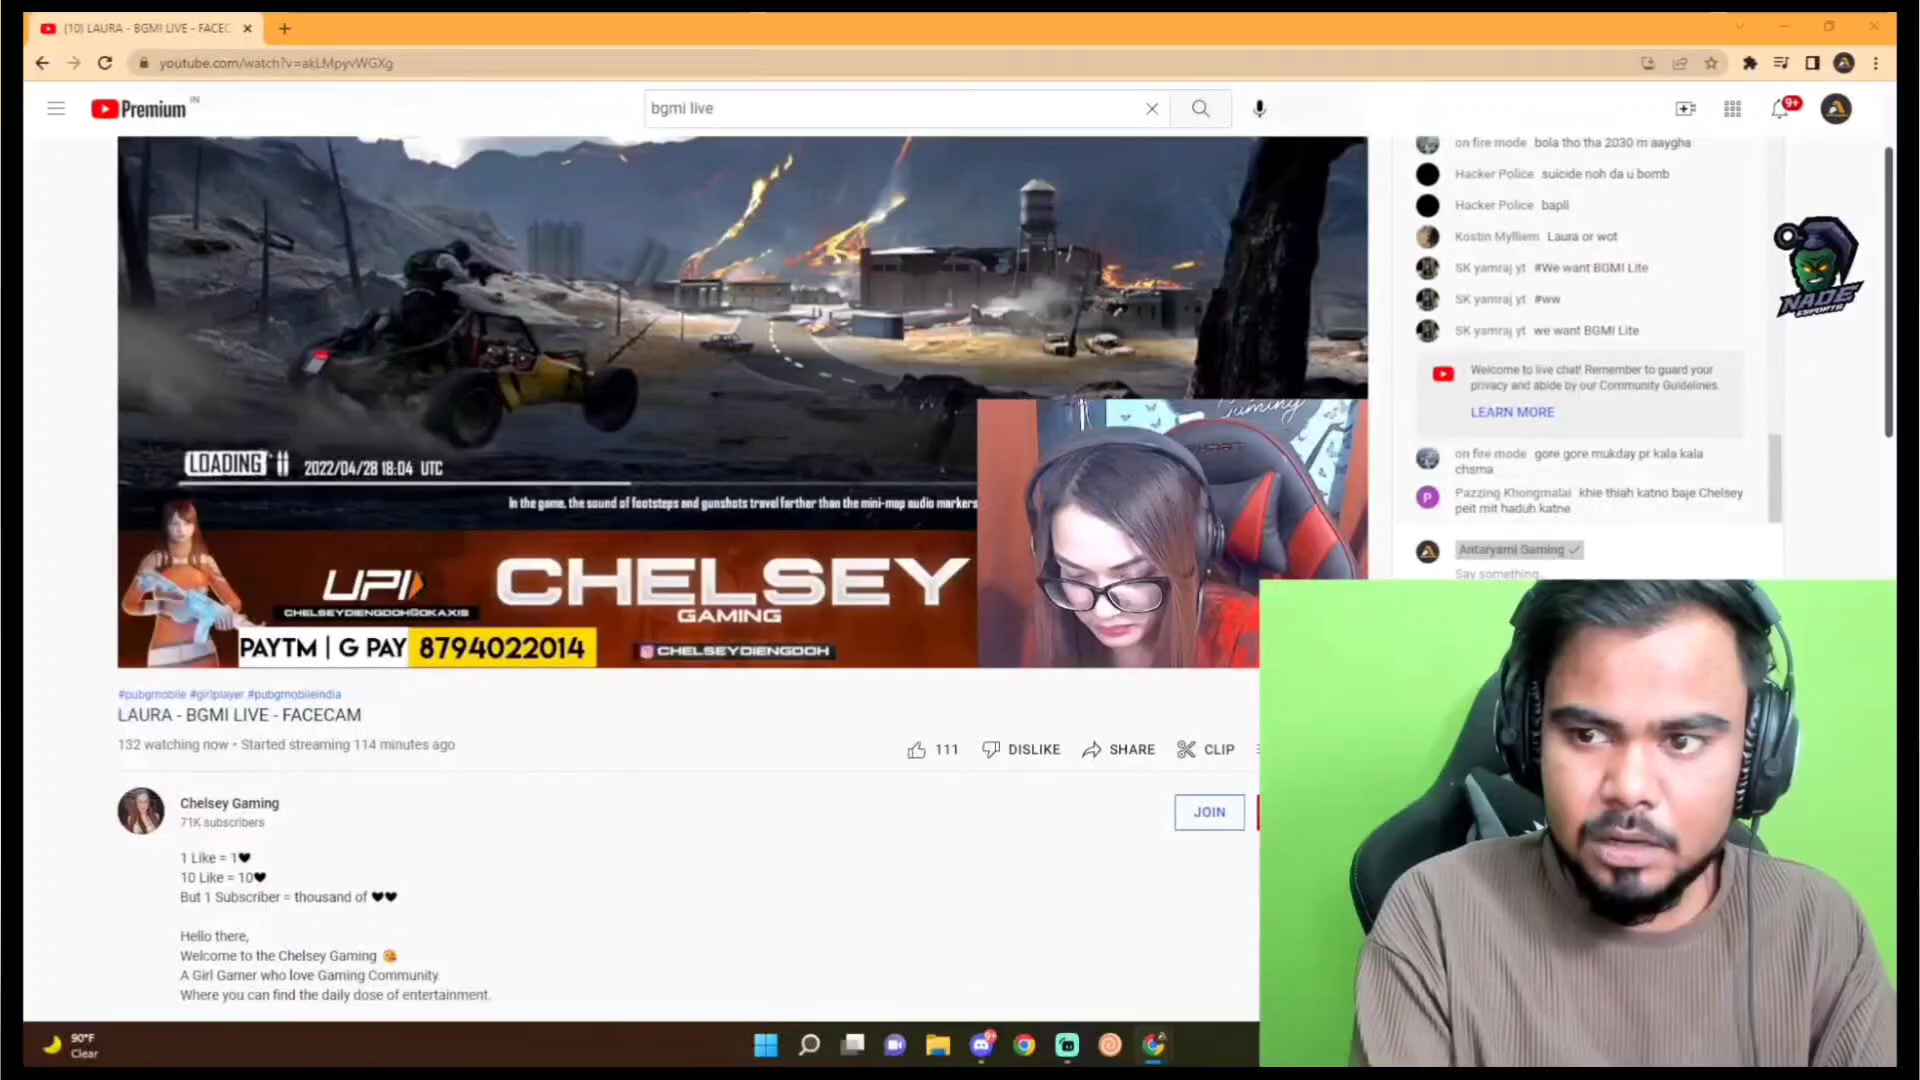 (10) LAURA - BGMI LIVE - FACEC
youtube.com/watch?v=akLMpyvWGXg
Premium IN
bgmi live
9+
on fire mode bola tho tha 2030 m aaygha
Hacker Police suicide noh da u bomb
Hacker Police bapli
Kostin Mylliem Laura or wot
SK yamraj yt #We want BGMI Lite
SK yamraj yt #ww
SK yamraj yt we want BGMI Lite
Welcome to live chat! Remember to guard your
privacy and abide by our Community Guidelines.
LEARN MORE
on fire mode gore gore mukday pr kala kala
chsma
P
Pazzing Khongmalai khie thiah katno baje Chelsey
peit mit haduh katne
Antaryami Gaming
Say something...
NADE
ESPORTS
Gaming
LOADING
2022/04/28 18:04 UTC
In the game, the sound of footsteps and gunshots travel farther than the mini-map audio markers
UPI
CHELSEYDIENGDOH@OKAXIS
CHELSEY
GAMING
PAYTM | G PAY 8794022014
CHELSEYDIENGDOH
#pubgmobile #girlplayer #pubgmobileindia
LAURA - BGMI LIVE - FACECAM
132 watching now • Started streaming 114 minutes ago
111
DISLIKE
SHARE
CLIP
Chelsey Gaming
71K subscribers
JOIN
1 Like = 1🖤
10 Like = 10🖤
But 1 Subscriber = thousand of 🖤🖤
Hello there,
Welcome to the Chelsey Gaming 😘
A Girl Gamer who love Gaming Community
Where you can find the daily dose of entertainment.
90°F
Clear
9+